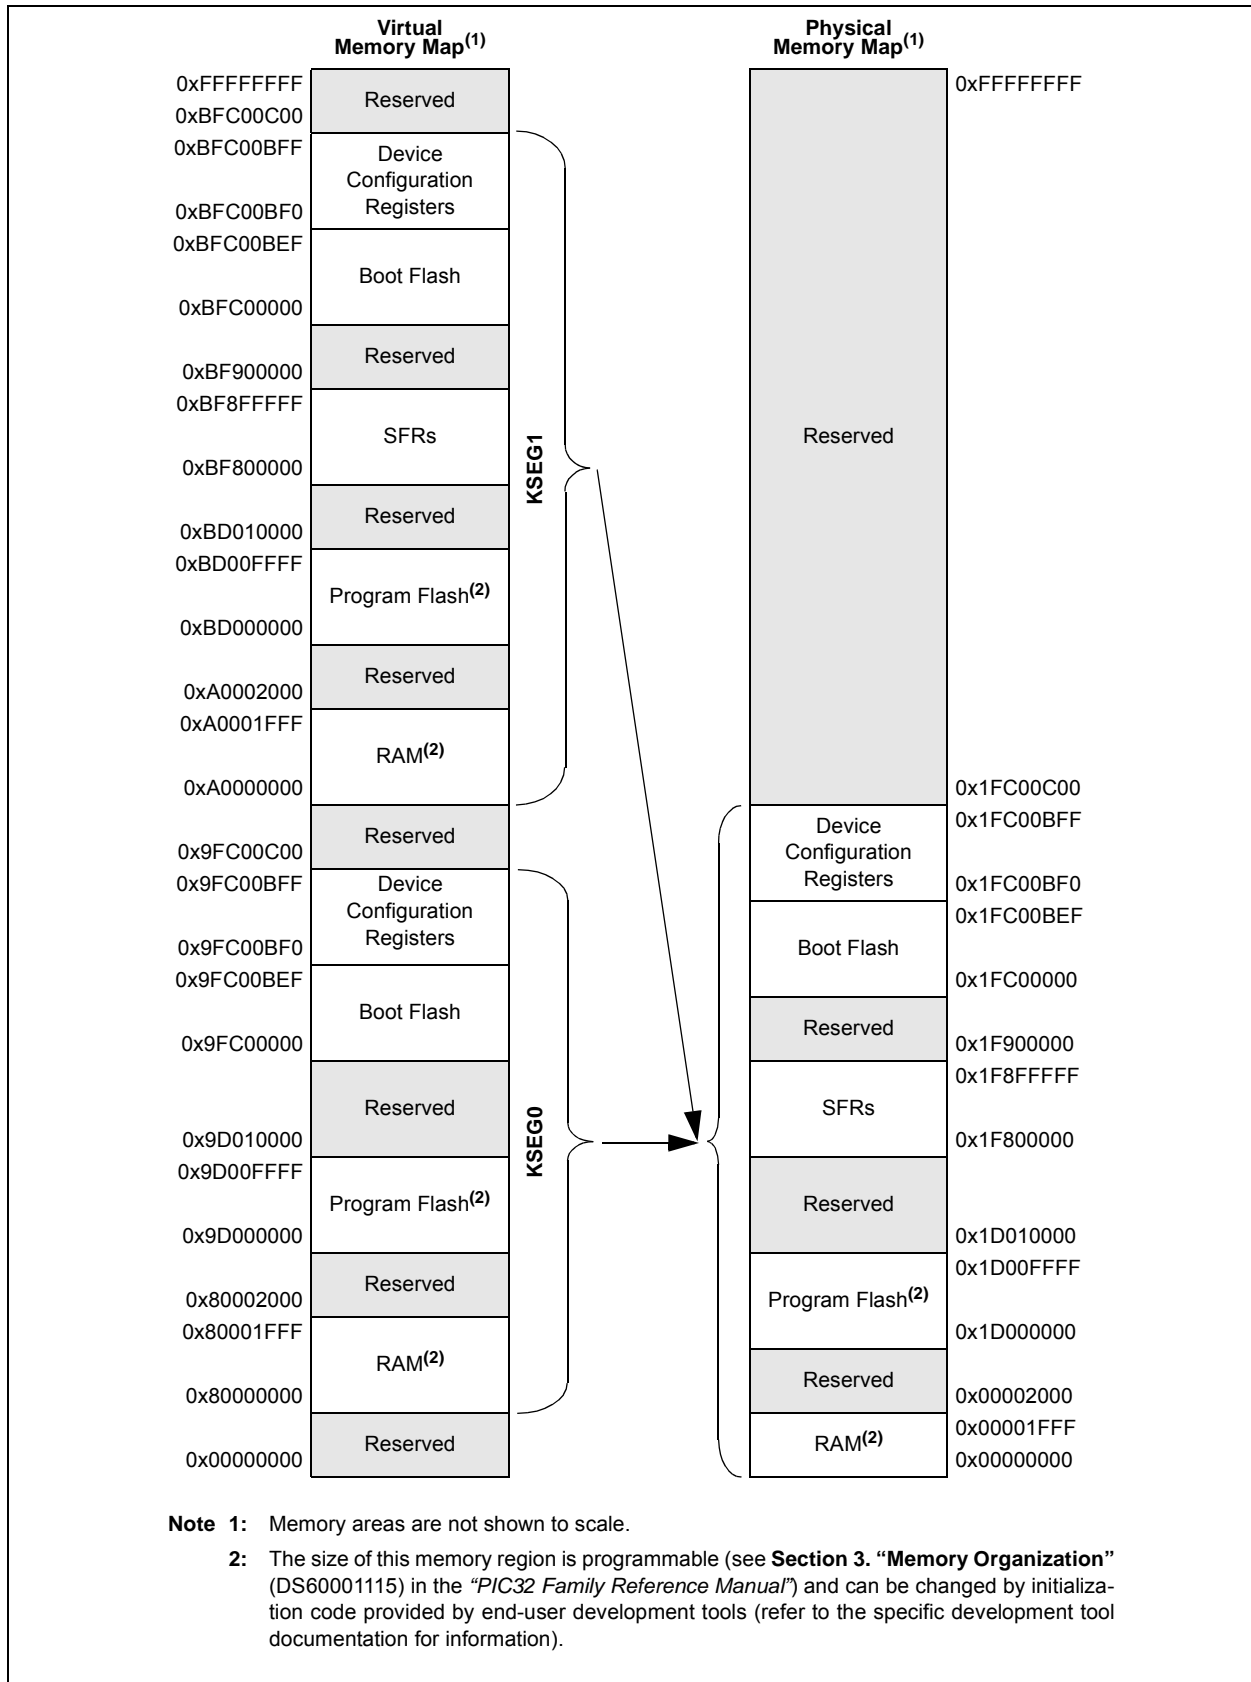 Virtual
Memory Map(1)
Physical
Memory Map(1)
0xFFFFFFFF
Reserved
0xBFC00C00
0xBFC00BFF
Device
Configuration
Registers
0xBFC00BF0
0xBFC00BEF
Boot Flash
0xBFC00000
Reserved
0xBF900000
0xBF8FFFFF
SFRs
0xBF800000
Reserved
0xBD010000
0xBD00FFFF
Program Flash(2)
0xBD000000
Reserved
0xA0002000
0xA0001FFF
RAM(2)
0xA0000000
KSEG1
Reserved
0x9FC00C00
0x9FC00BFF
Device
Configuration
Registers
0x9FC00BF0
0x9FC00BEF
Boot Flash
0x9FC00000
Reserved
0x9D010000
0x9D00FFFF
Program Flash(2)
0x9D000000
Reserved
0x80002000
0x80001FFF
RAM(2)
0x80000000
KSEG0
Reserved
0x00000000
0xFFFFFFFF
Reserved
0x1FC00C00
0x1FC00BFF
Device
Configuration
Registers
0x1FC00BF0
0x1FC00BEF
Boot Flash
0x1FC00000
Reserved
0x1F900000
0x1F8FFFFF
SFRs
0x1F800000
Reserved
0x1D010000
0x1D00FFFF
Program Flash(2)
0x1D000000
Reserved
0x00002000
0x00001FFF
RAM(2)
0x00000000
Note 1: Memory areas are not shown to scale.
2: The size of this memory region is programmable (see Section 3. “Memory Organization”
(DS60001115) in the “PIC32 Family Reference Manual”) and can be changed by initializa-
tion code provided by end-user development tools (refer to the specific development tool
documentation for information).